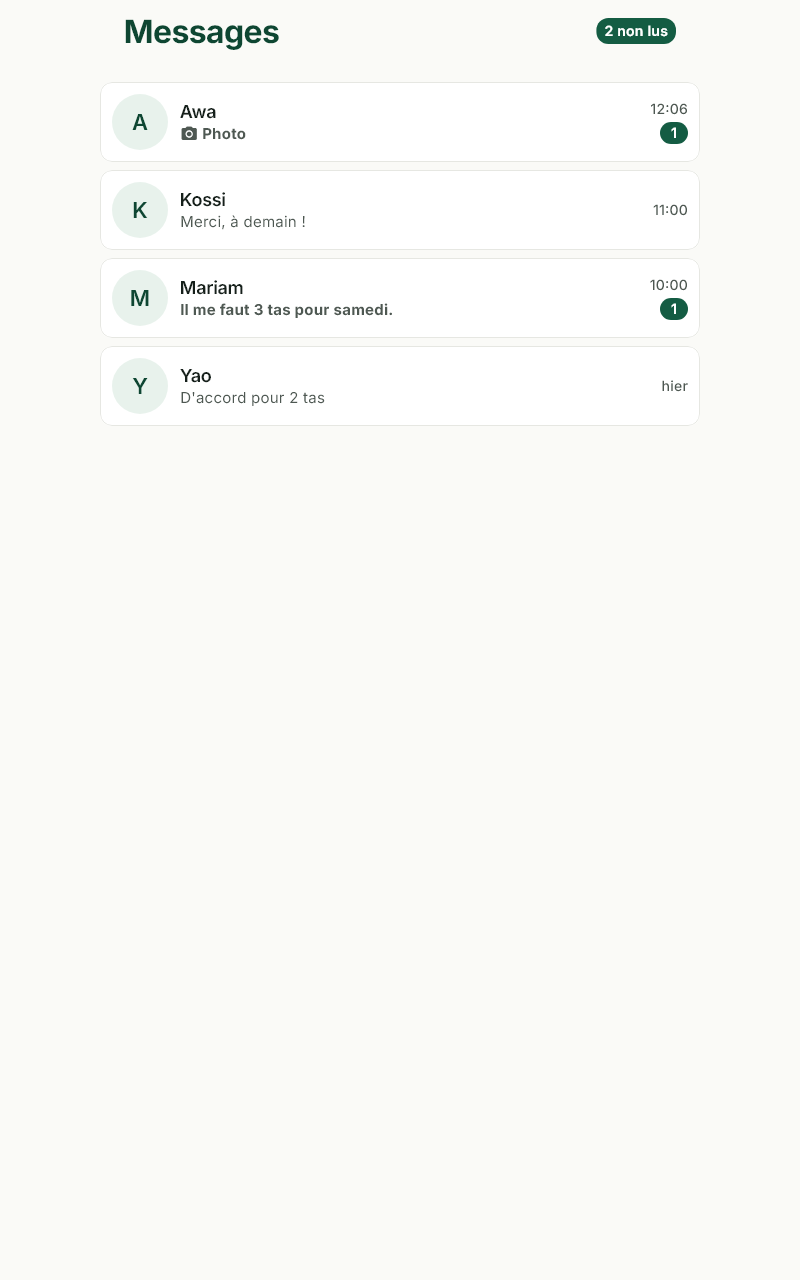 Messages
2 non lus
A
Awa
12:06
Photo
1
K
Kossi
11:00
Merci, à demain !
M
Mariam
10:00
Il me faut 3 tas pour samedi.
1
Y
Yao
hier
D'accord pour 2 tas